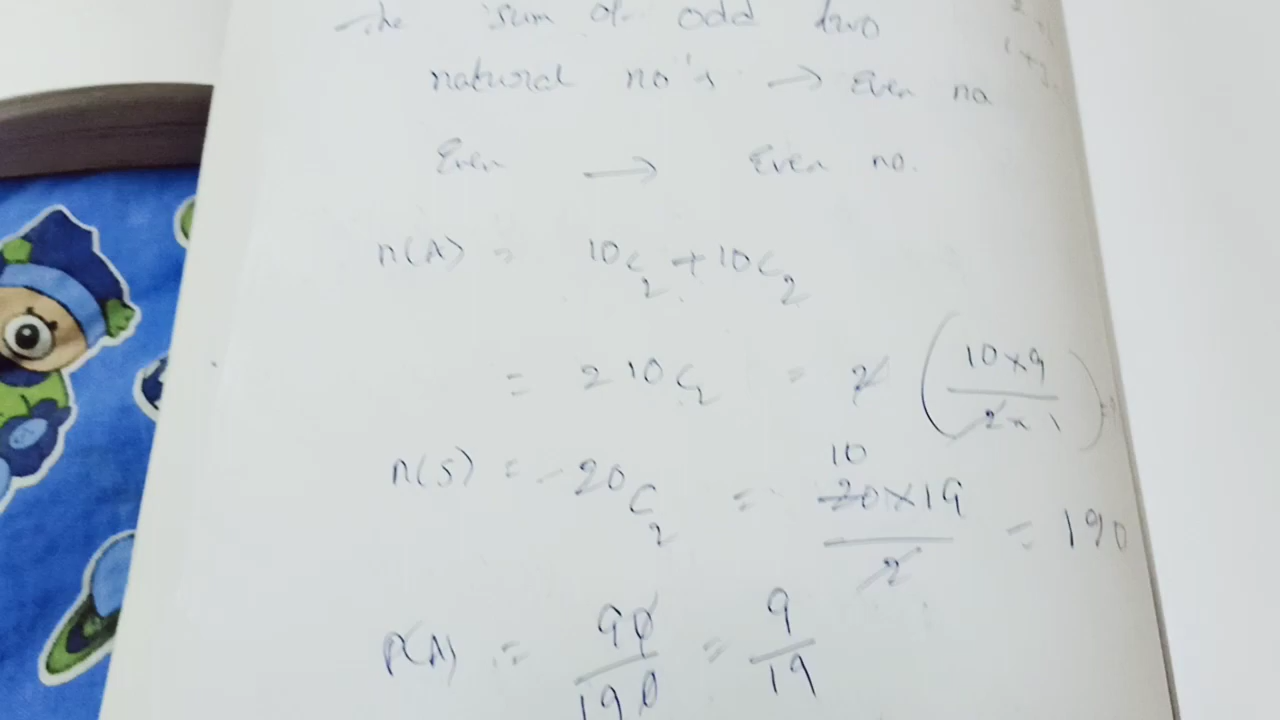 The sum of odd two
natural no's → Even no
Even → Even no.
n(A) = 10C2 + 10C2
= 2 10C2 = 2 (10×9 / 2×1)
n(S) = 20C2 = 10 20×19 / 2 = 190
P(A) = 90 / 190 = 9 / 19